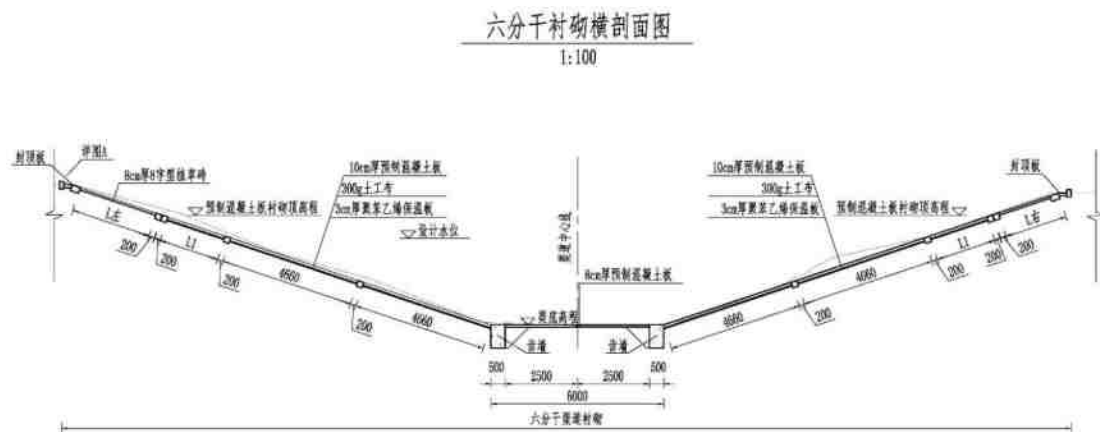 六分干衬砌横剖面图
1:100
封顶板
详图A
8cm厚8字型植草砖
10cm厚预制混凝土板
300g土工布
3cm厚聚苯乙烯保温板
预制混凝土板衬砌顶高程
设计水位
渠道中心线
10cm厚预制混凝土板
300g土工布
3cm厚聚苯乙烯保温板
预制混凝土板衬砌顶高程
封顶板
L左
200
200
L1
200
4660
200
4660
渠底高程
8cm厚预制混凝土板
齿墙
齿墙
4660
200
4660
200
L1
200
200
L右
500
2500
2500
500
6000
六分干渠道衬砌